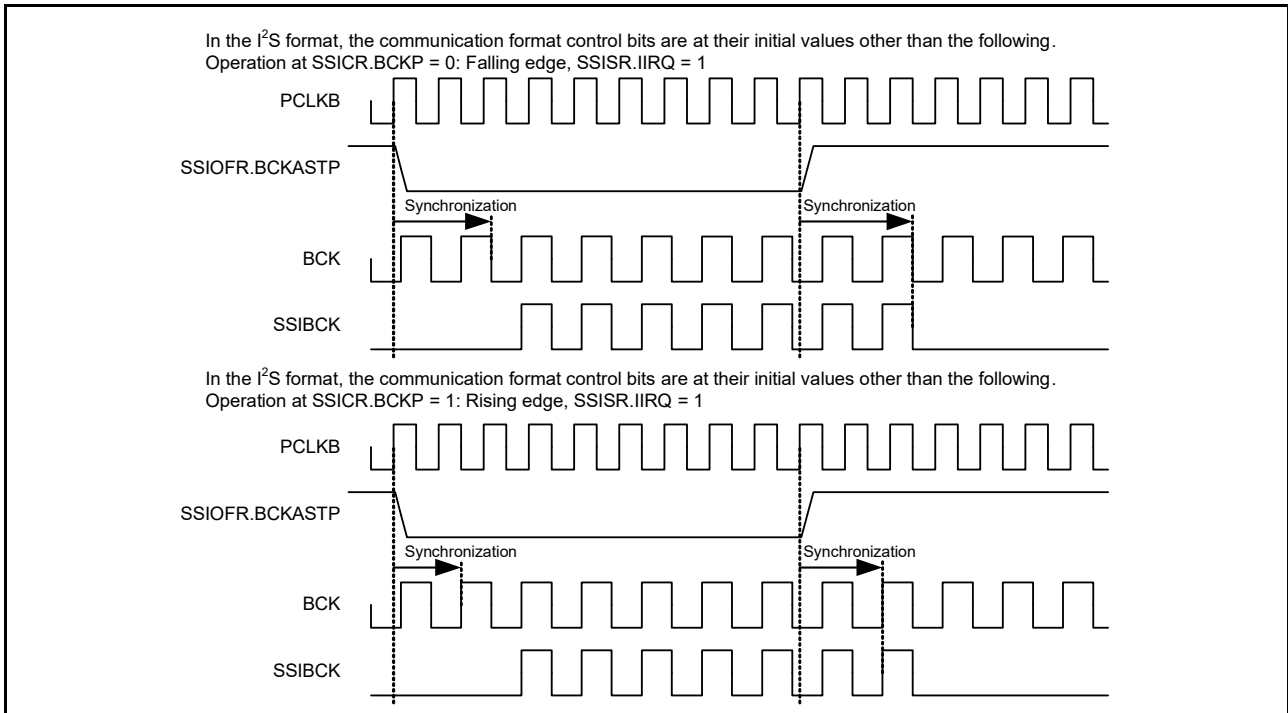 In the I²S format, the communication format control bits are at their initial values other than the following.
Operation at SSICR.BCKP = 0: Falling edge, SSISR.IIRQ = 1
PCLKB
SSIOFR.BCKASTP
Synchronization Synchronization
BCK
SSIBCK
In the I²S format, the communication format control bits are at their initial values other than the following.
Operation at SSICR.BCKP = 1: Rising edge, SSISR.IIRQ = 1
PCLKB
SSIOFR.BCKASTP
Synchronization Synchronization
BCK
SSIBCK